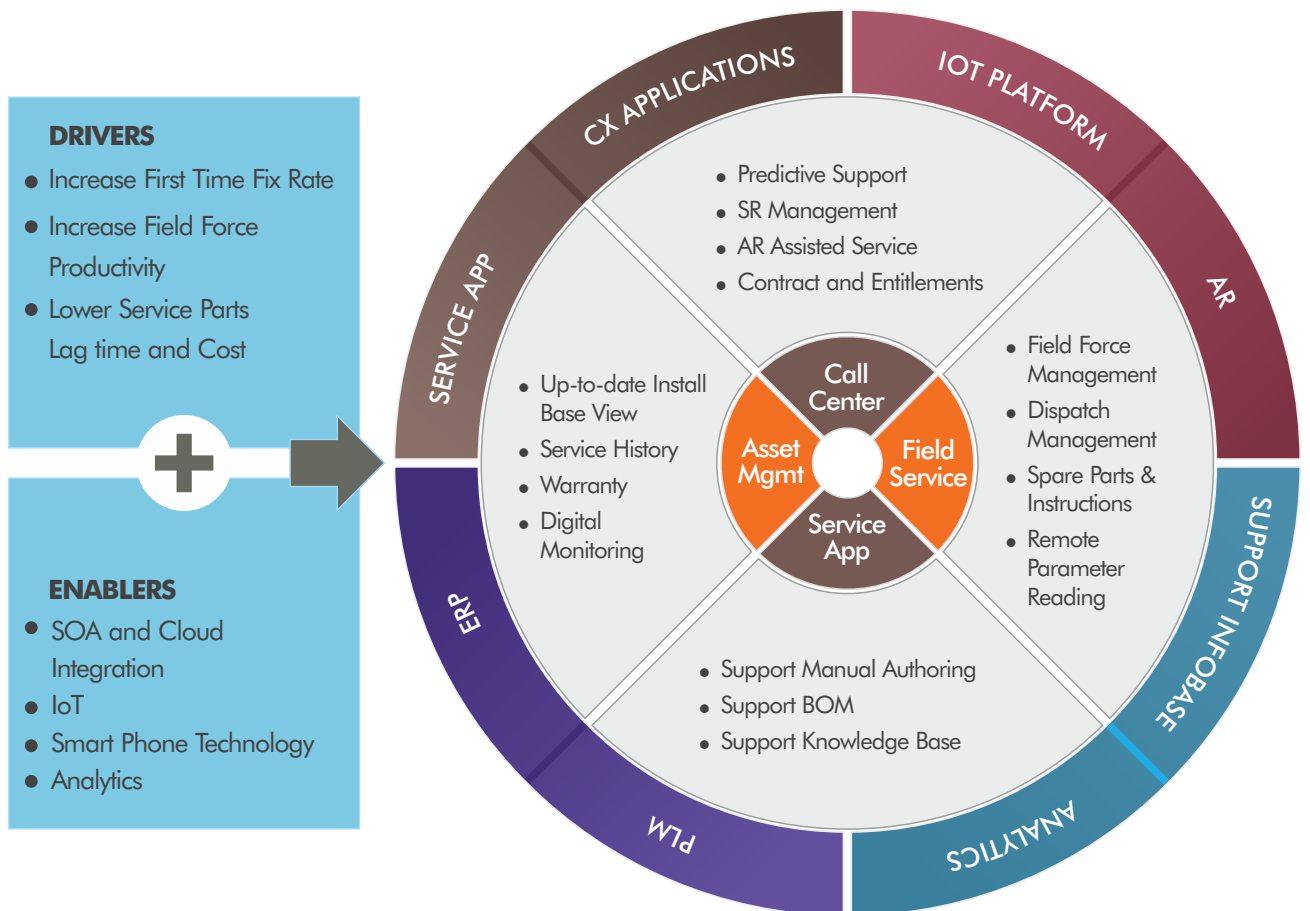 DRIVERS
● Increase First Time Fix Rate
● Increase Field Force
Productivity
● Lower Service Parts
Lag time and Cost
ENABLERS
● SOA and Cloud
Integration
● IoT
● Smart Phone Technology
● Analytics
CX APPLICATIONS
IOT PLATFORM
AR
SUPPORT INFOBASE
ANALYTICS
PLM
ERP
SERVICE APP
● Predictive Support
● SR Management
● AR Assisted Service
● Contract and Entitlements
● Up-to-date Install
Base View
● Service History
● Warranty
● Digital
Monitoring
Call
Center
Asset
Mgmt
Field
Service
Service
App
● Field Force
Management
● Dispatch
Management
● Spare Parts &
Instructions
● Remote
Parameter
Reading
● Support Manual Authoring
● Support BOM
● Support Knowledge Base